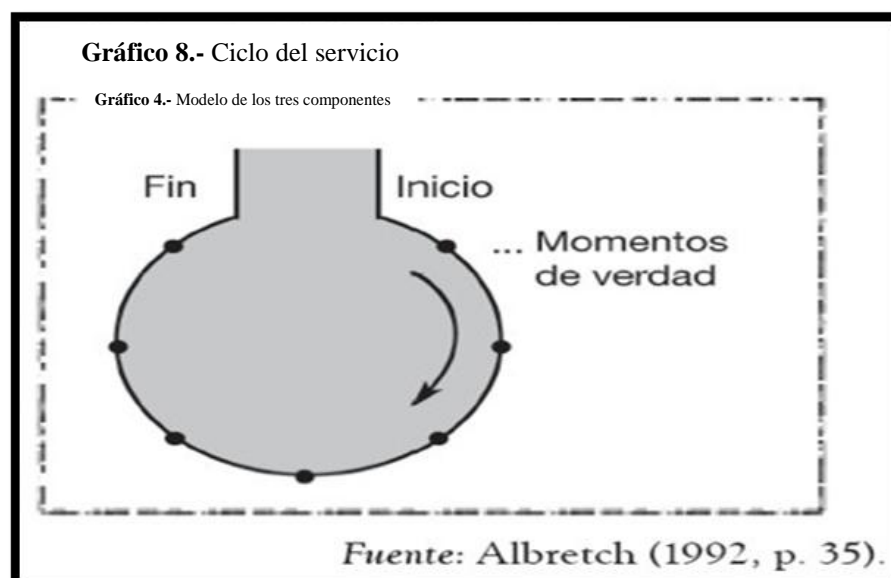 Gráfico 8.- Ciclo del servicio
Gráfico 4.- Modelo de los tres componentes
Fin
Inicio
... Momentos
de verdad
Fuente: Albretch (1992, p. 35).